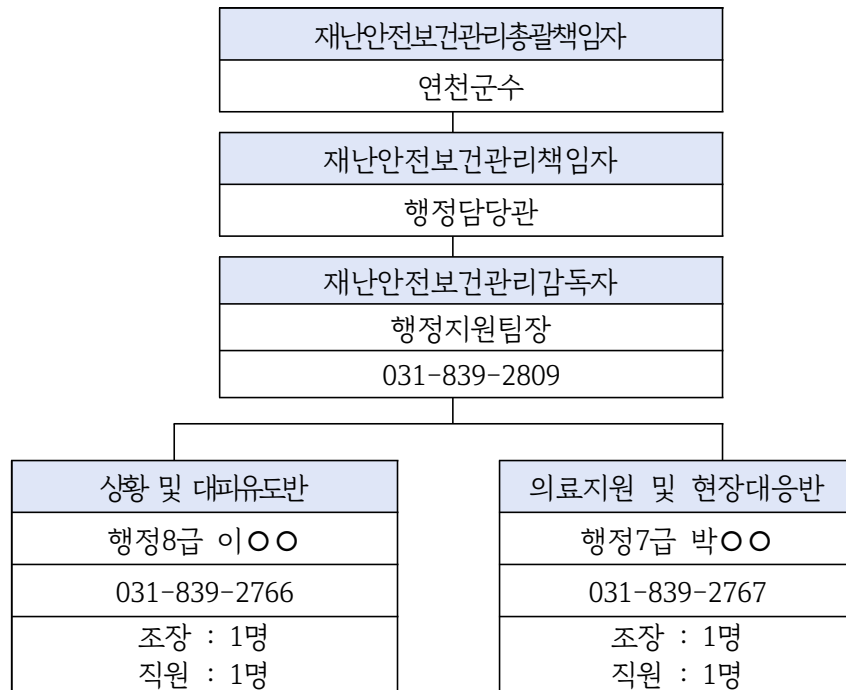 재난안전보건관리총괄책임자
연천군수
재난안전보건관리책임자
행정담당관
재난안전보건관리감독자
행정지원팀장
031-839-2809
상황 및 대피유도반
행정8급 이○○
031-839-2766
조장 : 1명
직원 : 1명
의료지원 및 현장대응반
행정7급 박○○
031-839-2767
조장 : 1명
직원 : 1명